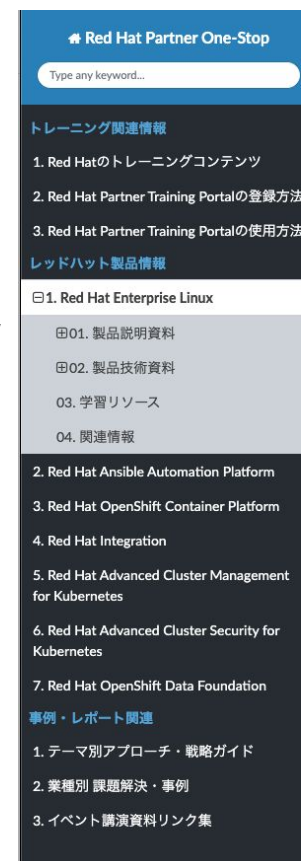 Red Hat Partner One-Stop
Type any keyword...
トレーニング関連情報
1. Red Hatのトレーニングコンテンツ
2. Red Hat Partner Training Portalの登録方法
3. Red Hat Partner Training Portalの使用方法
レッドハット製品情報
1. Red Hat Enterprise Linux
01. 製品説明資料
02. 製品技術資料
03. 学習リソース
04. 関連情報
2. Red Hat Ansible Automation Platform
3. Red Hat OpenShift Container Platform
4. Red Hat Integration
5. Red Hat Advanced Cluster Management
for Kubernetes
6. Red Hat Advanced Cluster Security for
Kubernetes
7. Red Hat OpenShift Data Foundation
事例・レポート関連
1. テーマ別アプローチ・戦略ガイド
2. 業種別 課題解決・事例
3. イベント講演資料リンク集